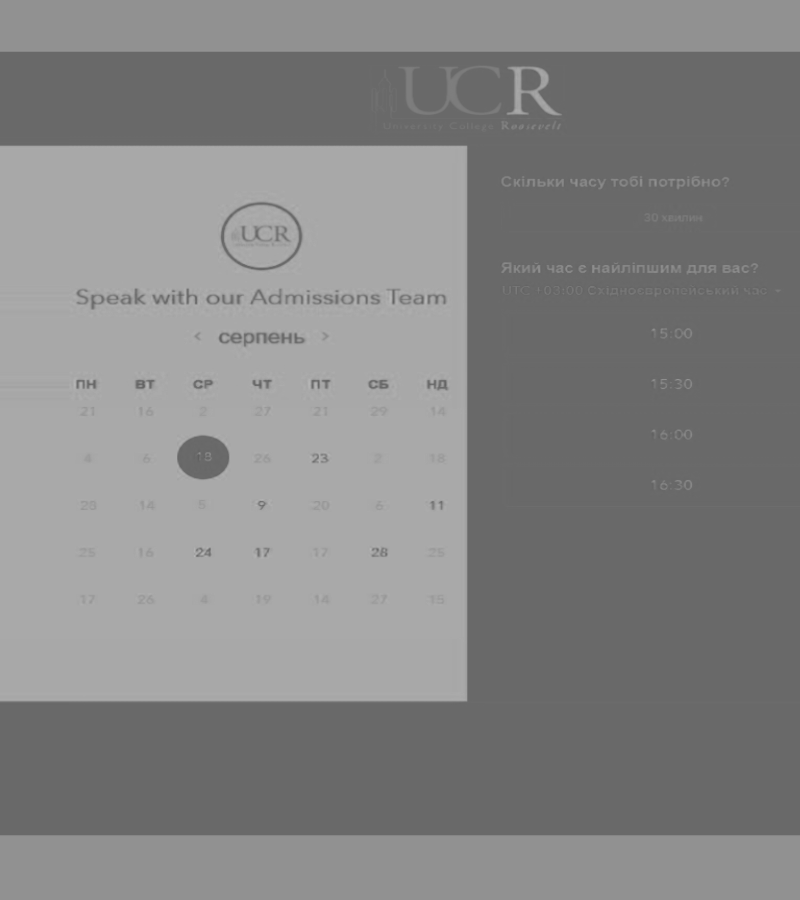 UCR
University College Roosevelt
UCR
Speak with our Admissions Team
< серпень >
ПН ВТ СР ЧТ ПТ СБ НД
21 16 2 27 21 29 14
4 6 18 26 23 2 18
28 14 5 9 20 6 11
25 16 24 17 17 28 25
17 26 4 19 14 27 15
Скільки часу тобі потрібно?
30 хвилин
Який час є найліпшим для вас?
UTC +03:00 Східноєвропейський час
15:00
15:30
16:00
16:30